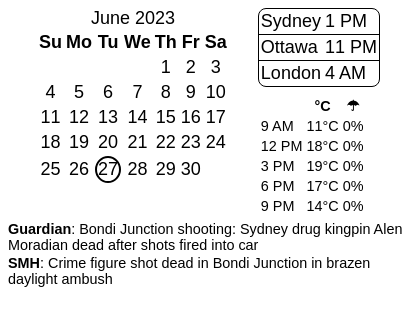 June 2023
Su Mo Tu We Th Fr Sa
1 2 3
4 5 6 7 8 9 10
11 12 13 14 15 16 17
18 19 20 21 22 23 24
25 26 27 28 29 30
Sydney 1 PM
Ottawa 11 PM
London 4 AM
°C ☂
9 AM 11°C 0%
12 PM 18°C 0%
3 PM 19°C 0%
6 PM 17°C 0%
9 PM 14°C 0%
Guardian: Bondi Junction shooting: Sydney drug kingpin Alen
Moradian dead after shots fired into car
SMH: Crime figure shot dead in Bondi Junction in brazen
daylight ambush